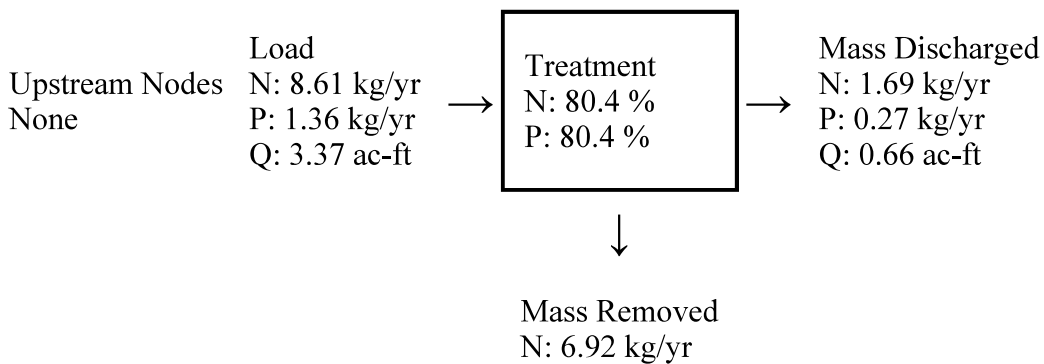 Upstream Nodes
None
Load
N: 8.61 kg/yr
P: 1.36 kg/yr
Q: 3.37 ac-ft
→
Treatment
N: 80.4 %
P: 80.4 %
→
Mass Discharged
N: 1.69 kg/yr
P: 0.27 kg/yr
Q: 0.66 ac-ft
↓
Mass Removed
N: 6.92 kg/yr